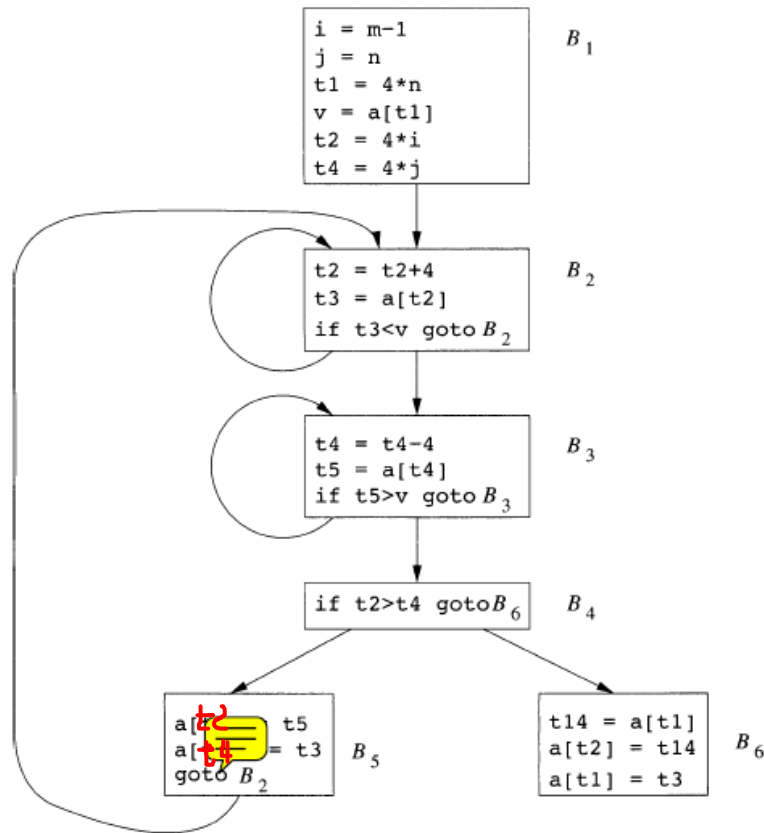 i = m-1
j = n
t1 = 4*n
v = a[t1]
t2 = 4*i
t4 = 4*j
B1
t2 = t2+4
t3 = a[t2]
if t3<v goto B2
B2
t4 = t4-4
t5 = a[t4]
if t5>v goto B3
B3
if t2>t4 goto B6
B4
a[t2 t5
a[t4 = t3
goto B2
B5
t14 = a[t1]
a[t2] = t14
a[t1] = t3
B6